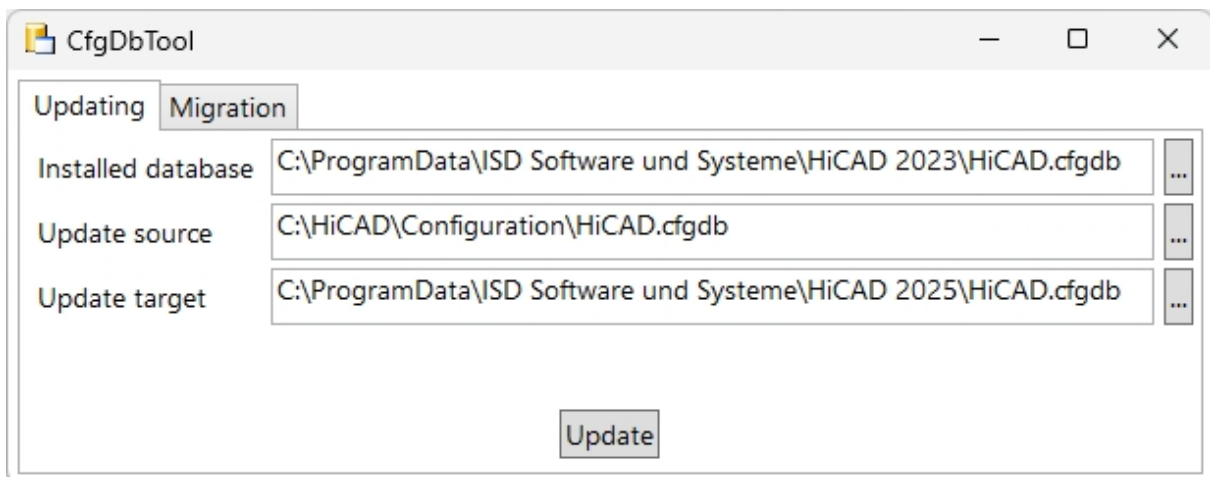 CfgDbTool
Updating Migration
Installed database C:\ProgramData\ISD Software und Systeme\HiCAD 2023\HiCAD.cfgdb ...
Update source C:\HiCAD\Configuration\HiCAD.cfgdb ...
Update target C:\ProgramData\ISD Software und Systeme\HiCAD 2025\HiCAD.cfgdb ...
Update